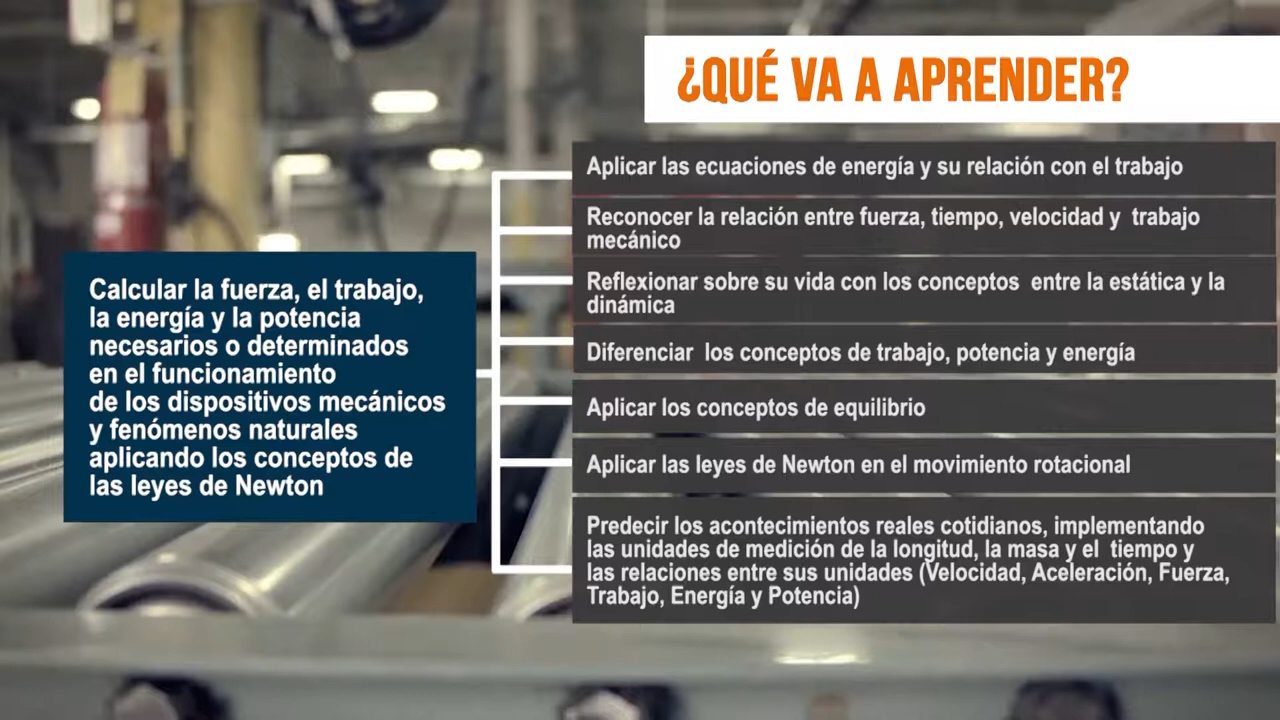 ¿QUÉ VA A APRENDER?
Calcular la fuerza, el trabajo,
la energía y la potencia
necesarios o determinados
en el funcionamiento
de los dispositivos mecánicos
y fenómenos naturales
aplicando los conceptos de
las leyes de Newton
Aplicar las ecuaciones de energía y su relación con el trabajo
Reconocer la relación entre fuerza, tiempo, velocidad y  trabajo
mecánico
Reflexionar sobre su vida con los conceptos  entre la estática y la
dinámica
Diferenciar  los conceptos de trabajo, potencia y energía
Aplicar los conceptos de equilibrio
Aplicar las leyes de Newton en el movimiento rotacional
Predecir los acontecimientos reales cotidianos, implementando
las unidades de medición de la longitud, la masa y el  tiempo y
las relaciones entre sus unidades (Velocidad, Aceleración, Fuerza,
Trabajo, Energía y Potencia)